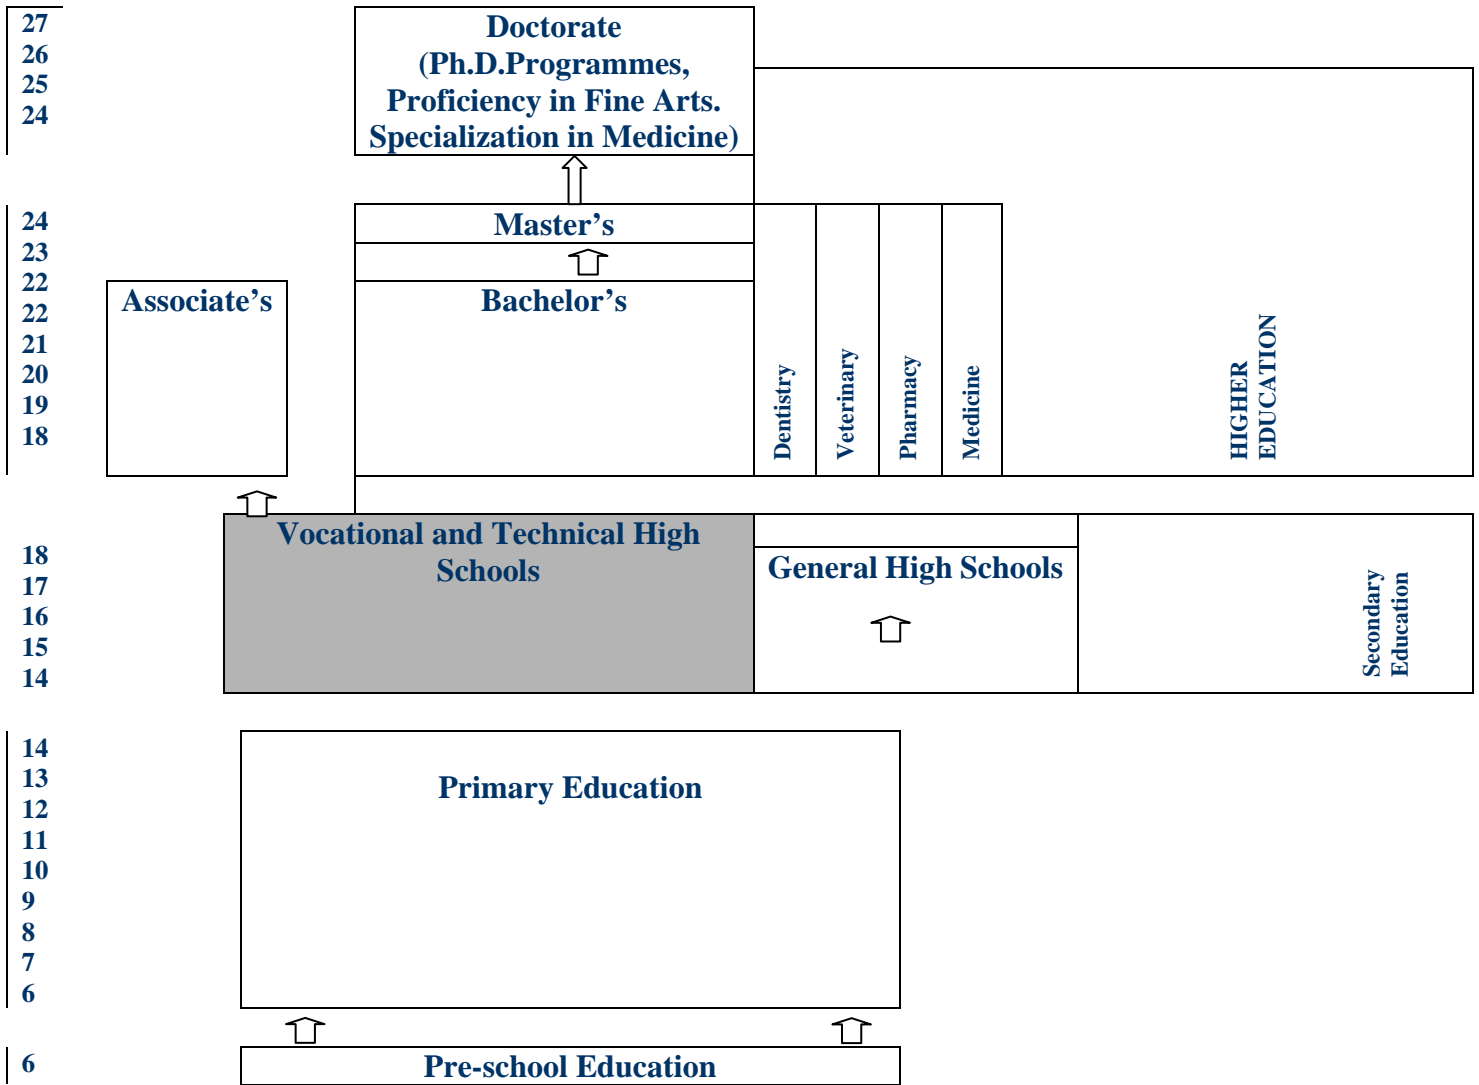 27
26
25
24
Doctorate
(Ph.D.Programmes,
Proficiency in Fine Arts.
Specialization in Medicine)
24
23
22
22
21
20
19
18
Master's
Associate's
Bachelor's
Dentistry
Veterinary
Pharmacy
Medicine
HIGHER
EDUCATION
18
17
16
15
14
Vocational and Technical High
Schools
General High Schools
Secondary
Education
14
13
12
11
10
9
8
7
6
Primary Education
6
Pre-school Education